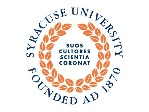 SYRACUSE UNIVERSITY
SUOS
CULTORES
SCIENTIA
CORONAT
FOUNDED AD 1870